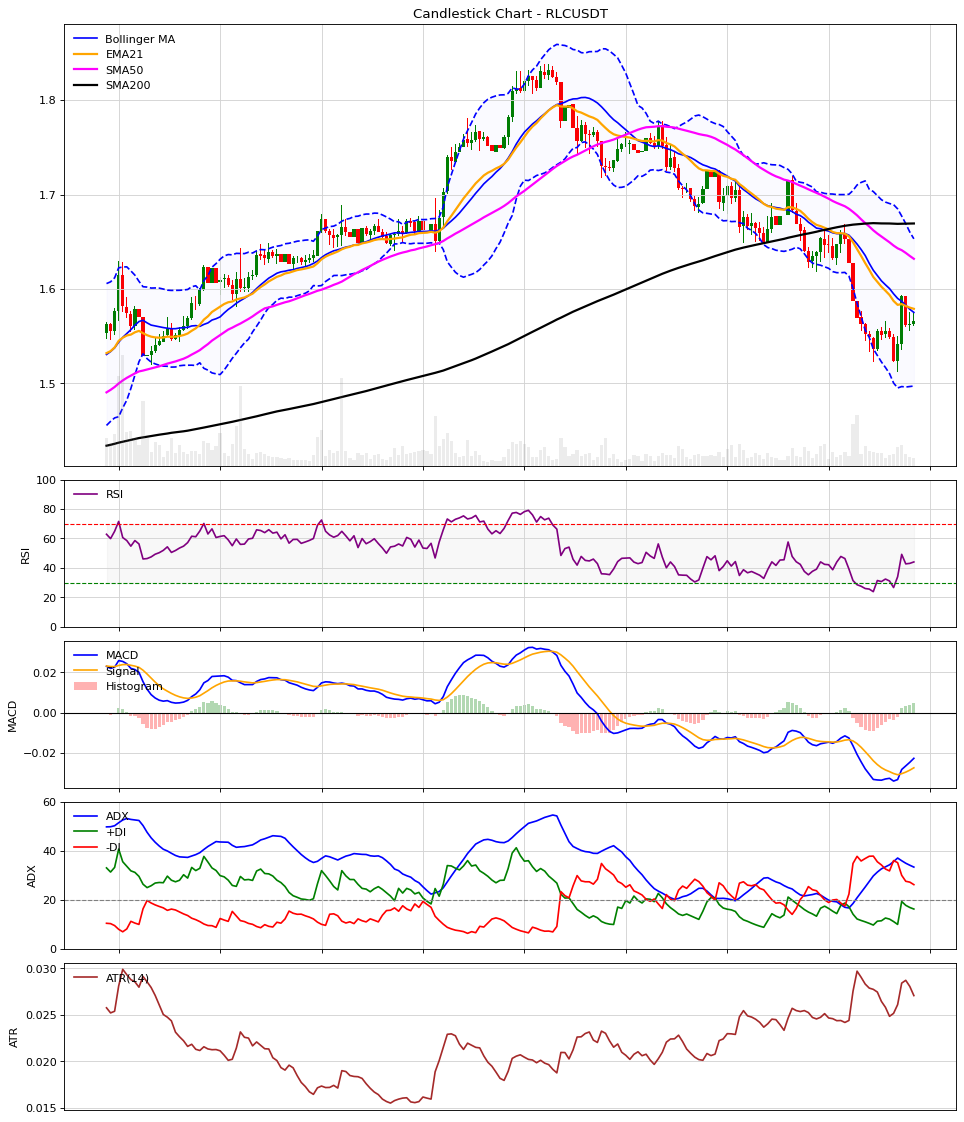 Candlestick Chart - RLCUSDT
Bollinger MA
EMA21
SMA50
SMA200
1.8
1.7
1.6
1.5
RSI
100
80
60
40
20
0
RSI
MACD
Signal
Histogram
0.02
0.00
−0.02
MACD
ADX
+DI
-DI
60
40
20
0
ADX
ATR(14)
0.030
0.025
0.020
0.015
ATR